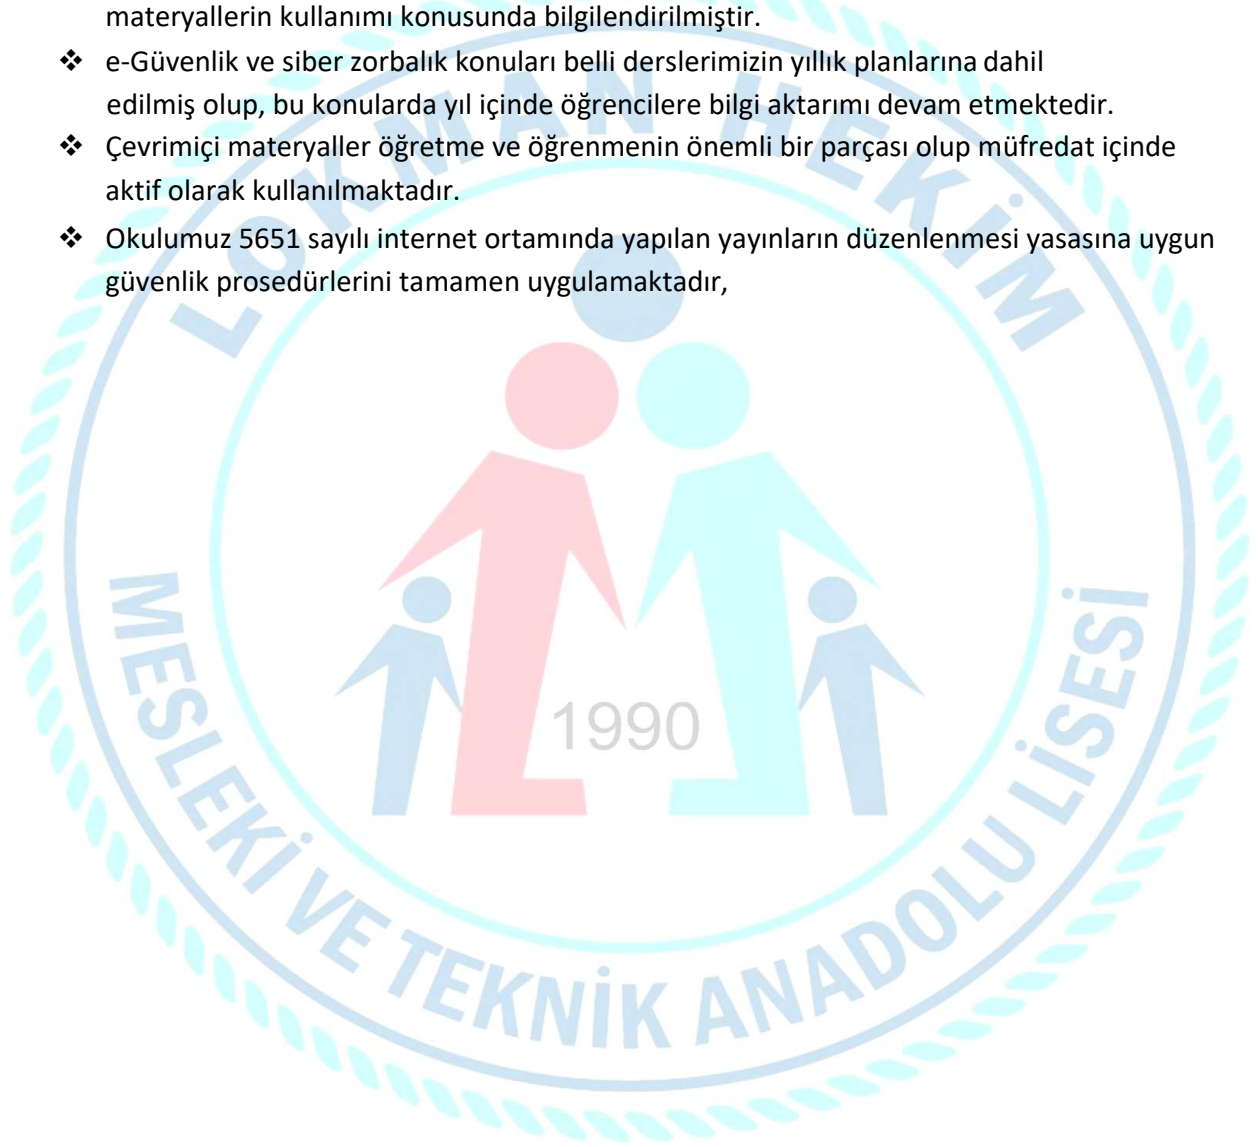 materyallerin kullanımı konusunda bilgilendirilmiştir.
❖ e-Güvenlik ve siber zorbalık konuları belli derslerimizin yıllık planlarına dahil
edilmiş olup, bu konularda yıl içinde öğrencilere bilgi aktarımı devam etmektedir.
❖ Çevrimiçi materyaller öğretme ve öğrenmenin önemli bir parçası olup müfredat içinde
aktif olarak kullanılmaktadır.
❖ Okulumuz 5651 sayılı internet ortamında yapılan yayınların düzenlenmesi yasasına uygun
güvenlik prosedürlerini tamamen uygulamaktadır,
LOKMAN HEKİM
1990
MESLEKİ VE TEKNİK ANADOLU LİSESİ